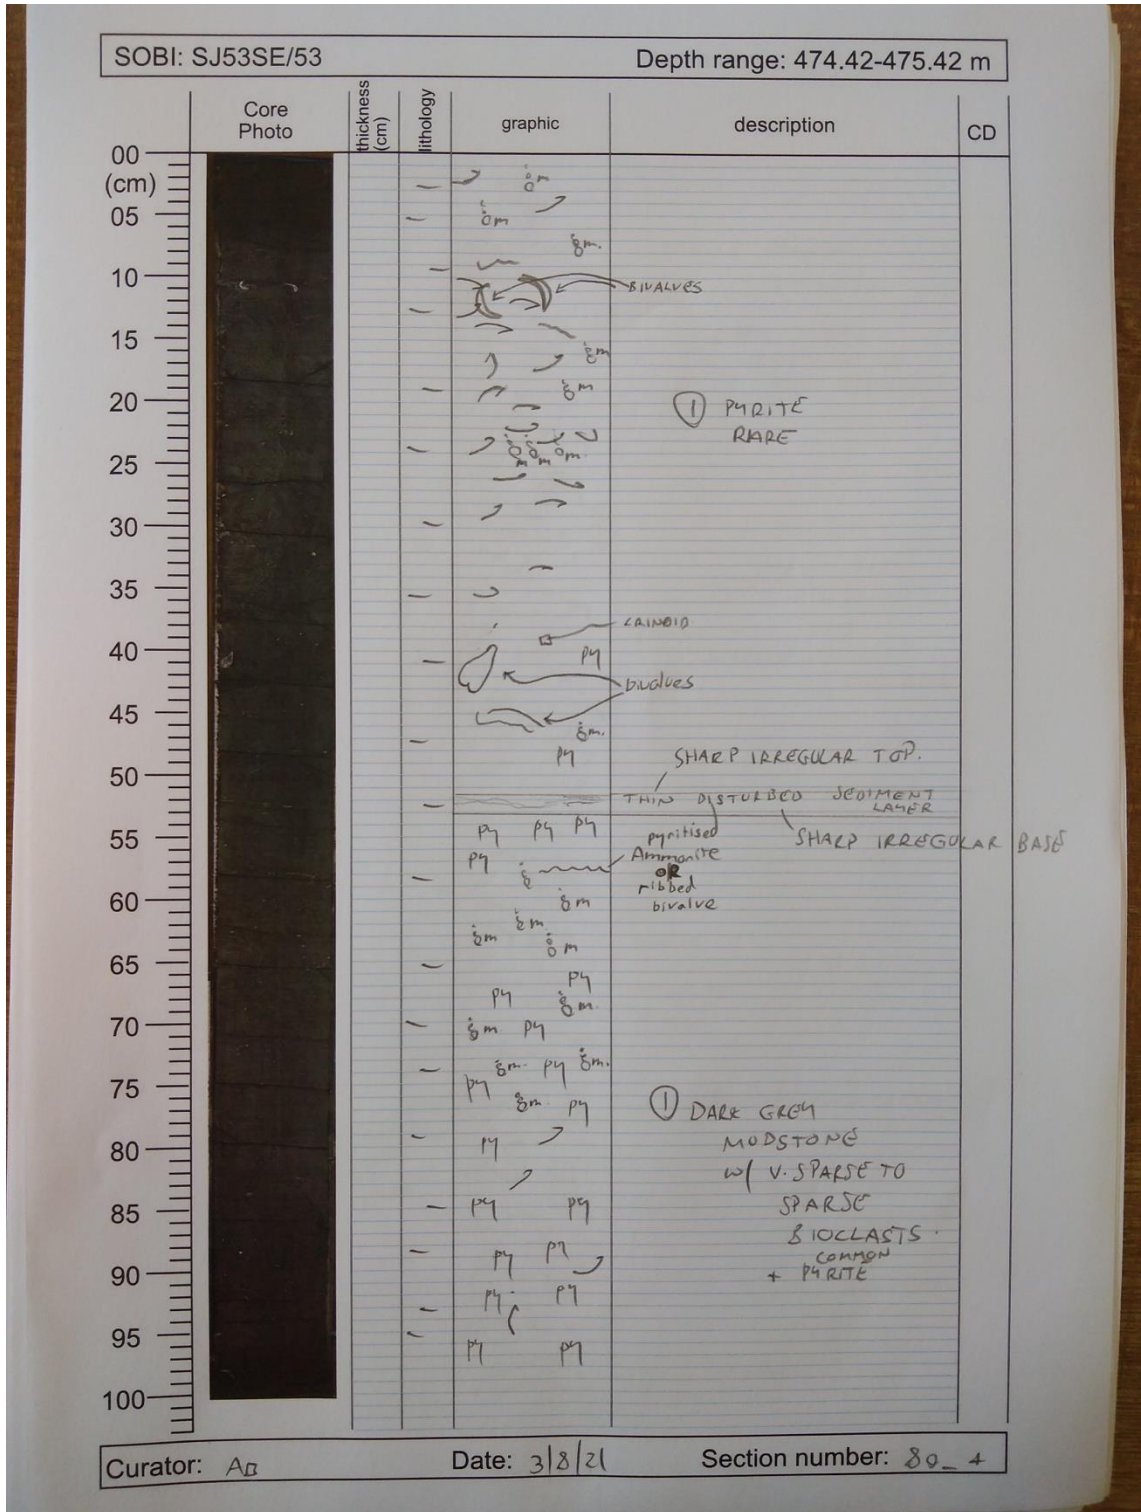 SOBI: SJ53SE/53 Depth range: 474.42-475.42 m
Core Photo thickness (cm) lithology graphic description CD
00
(cm)
05
10
BIVALVES
15
20
① PYRITE
RARE
25
30
35
CRINOID
40
py
bivalves
45
py
SHARP IRREGULAR TOP.
50
THIN DISTURBED SEDIMENT
LAYER
55
py py py
pyritised
SHARP IRREGULAR BASE
py
Ammonite
OR
ribbed
60
bivalve
65
py
py
70
py
py
75
py
py
① DARK GREY
MUDSTONE
80
py
w/ V. SPARSE TO
85
py py
SPARSE
BIOCLASTS
py py
COMMON
90
+ PYRITE
py py
95
py py
100
Curator: AB Date: 3/8/21 Section number: 80_4